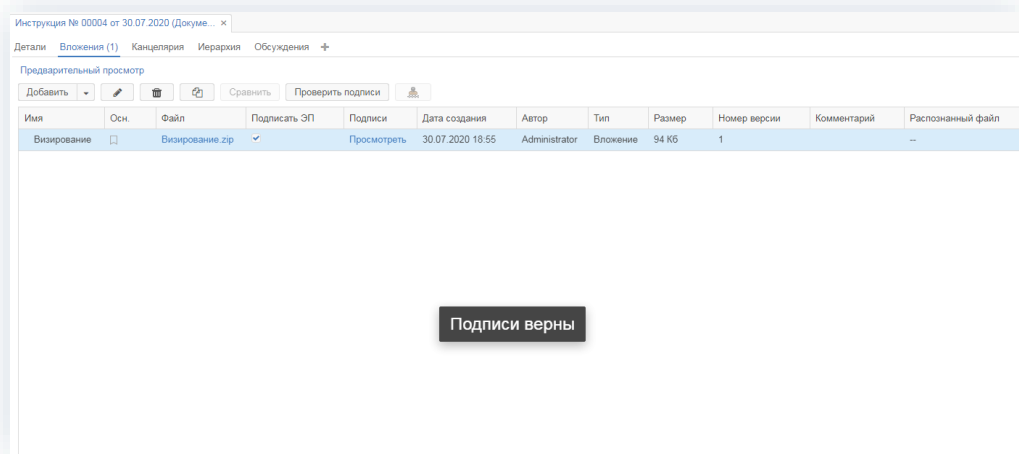 Инструкция № 00004 от 30.07.2020 (Докуме... ×
Детали Вложения (1) Канцелярия Иерархия Обсуждения +
Предварительный просмотр
Добавить Сравнить Проверить подписи
Имя Осн. Файл Подписать ЭП Подписи Дата создания Автор Тип Размер Номер версии Комментарий Распознанный файл
Визирование Визирование.zip Просмотреть 30.07.2020 18:55 Administrator Вложение 94 Кб 1 --
Подписи верны